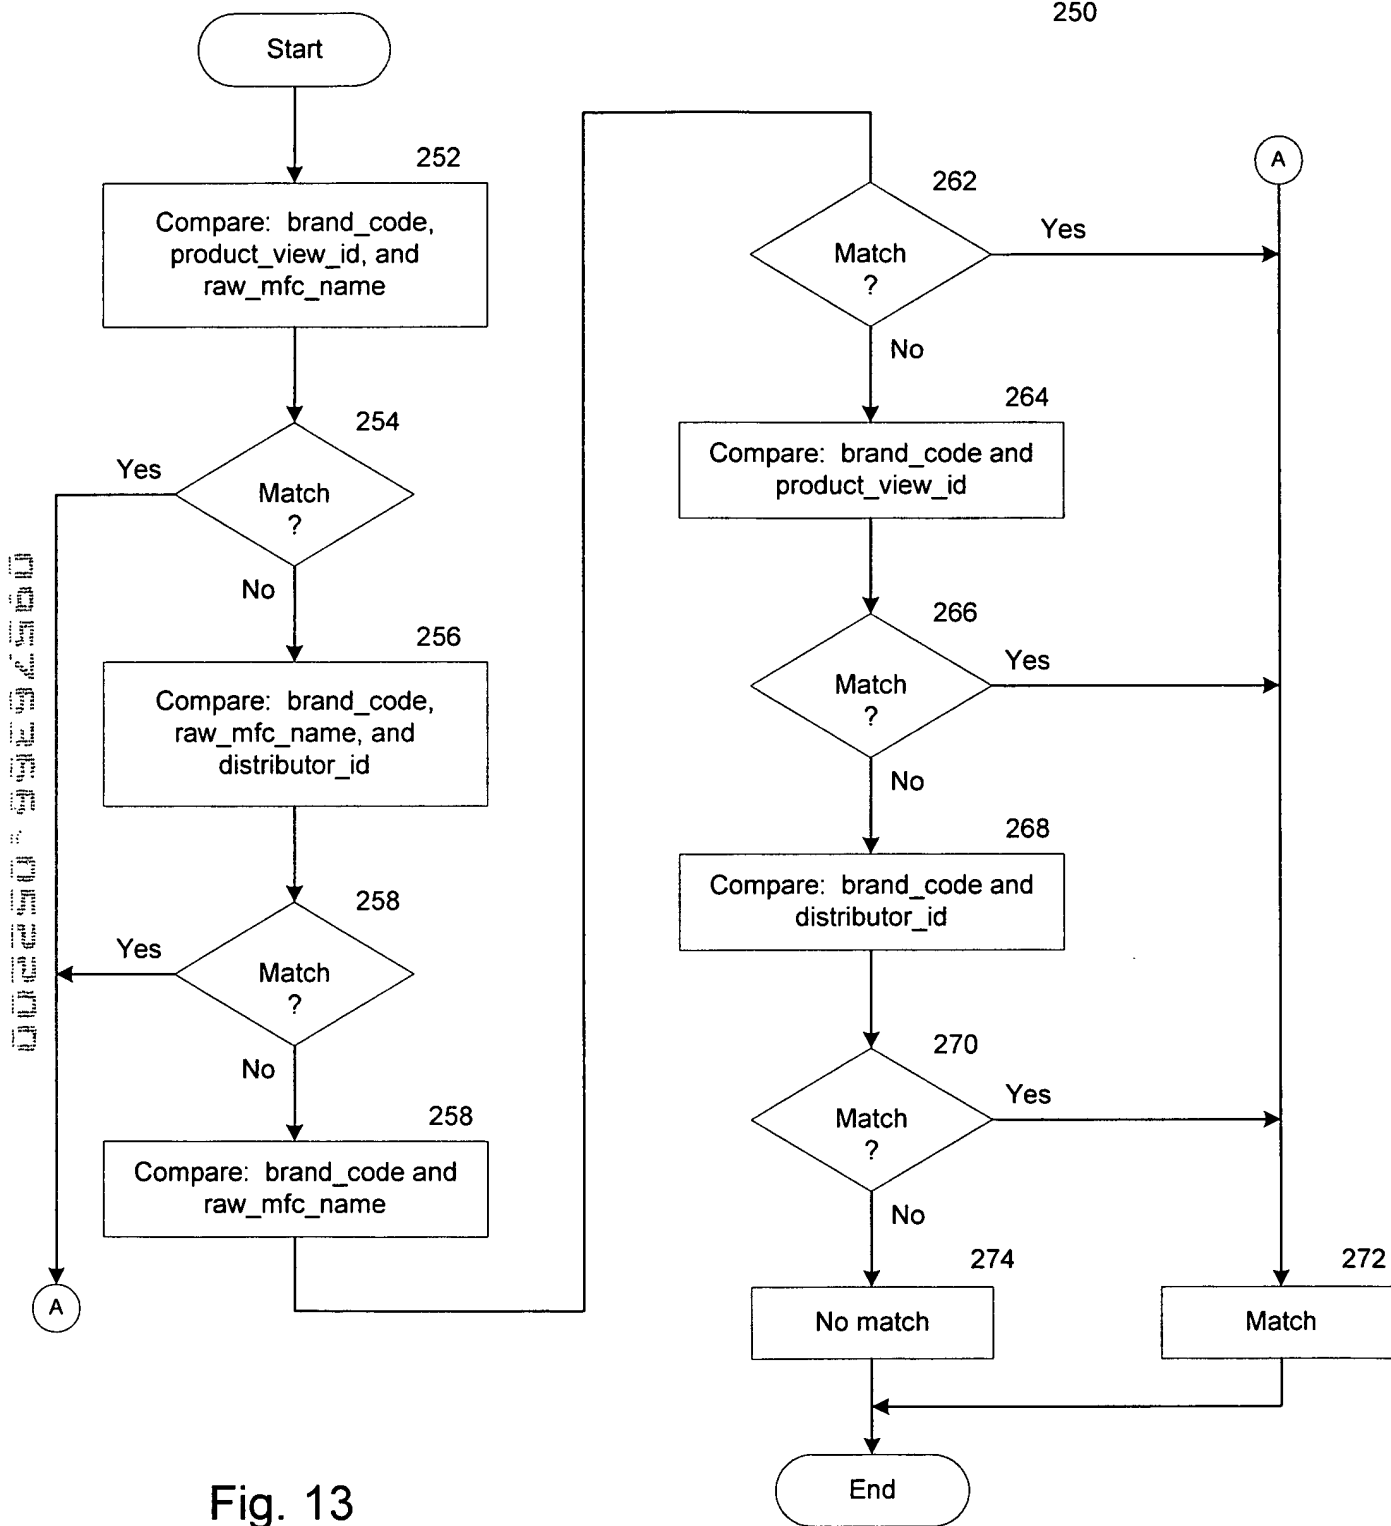 250
Start
252
Compare: brand_code,
product_view_id, and
raw_mfc_name
254
Yes
Match
?
No
256
Compare: brand_code,
raw_mfc_name, and
distributor_id
258
Yes
Match
?
No
258
Compare: brand_code and
raw_mfc_name
A
262
Match
?
Yes
No
264
Compare: brand_code and
product_view_id
266
Match
?
Yes
No
268
Compare: brand_code and
distributor_id
270
Match
?
Yes
No
274
No match
A
272
Match
End
Fig. 13